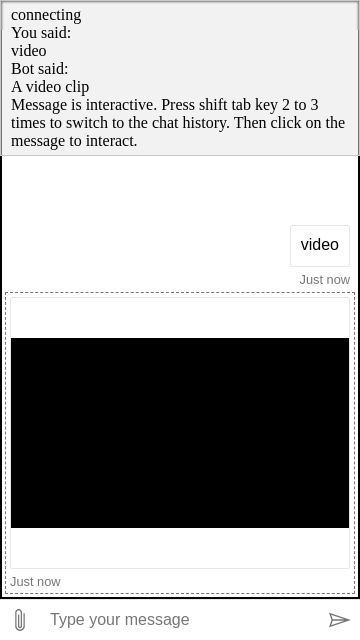 connecting
You said:
video
Bot said:
A video clip
Message is interactive. Press shift tab key 2 to 3
times to switch to the chat history. Then click on the
message to interact.
video
Just now
Just now
Type your message